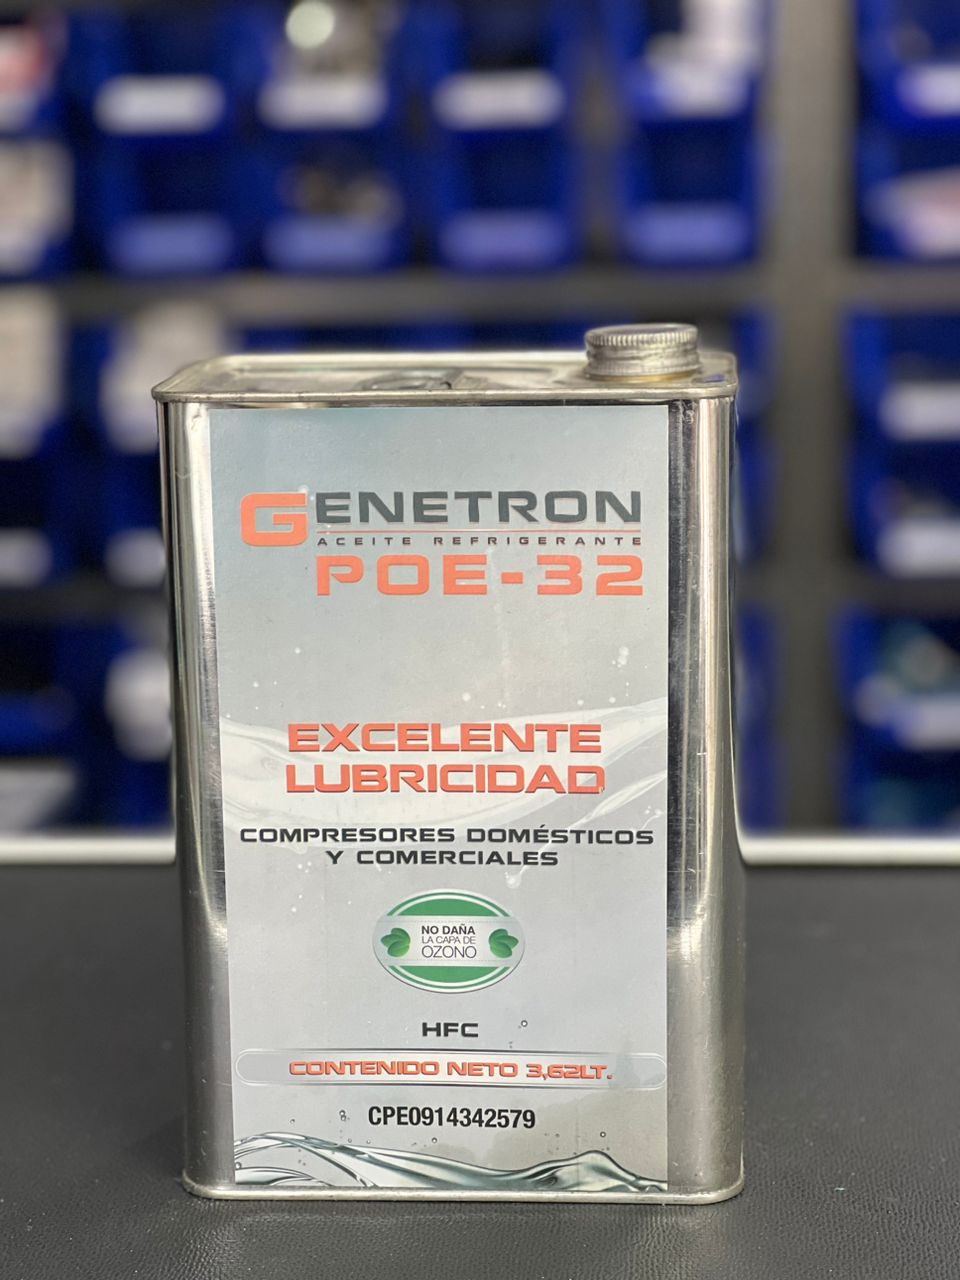 GENETRON
ACEITE REFRIGERANTE
POE-32
EXCELENTE
LUBRICIDAD
COMPRESORES DOMÉSTICOS
Y COMERCIALES
NO DAÑA
LA CAPA DE
OZONO
HFC
CONTENIDO NETO 3,62LT.
CPE0914342579